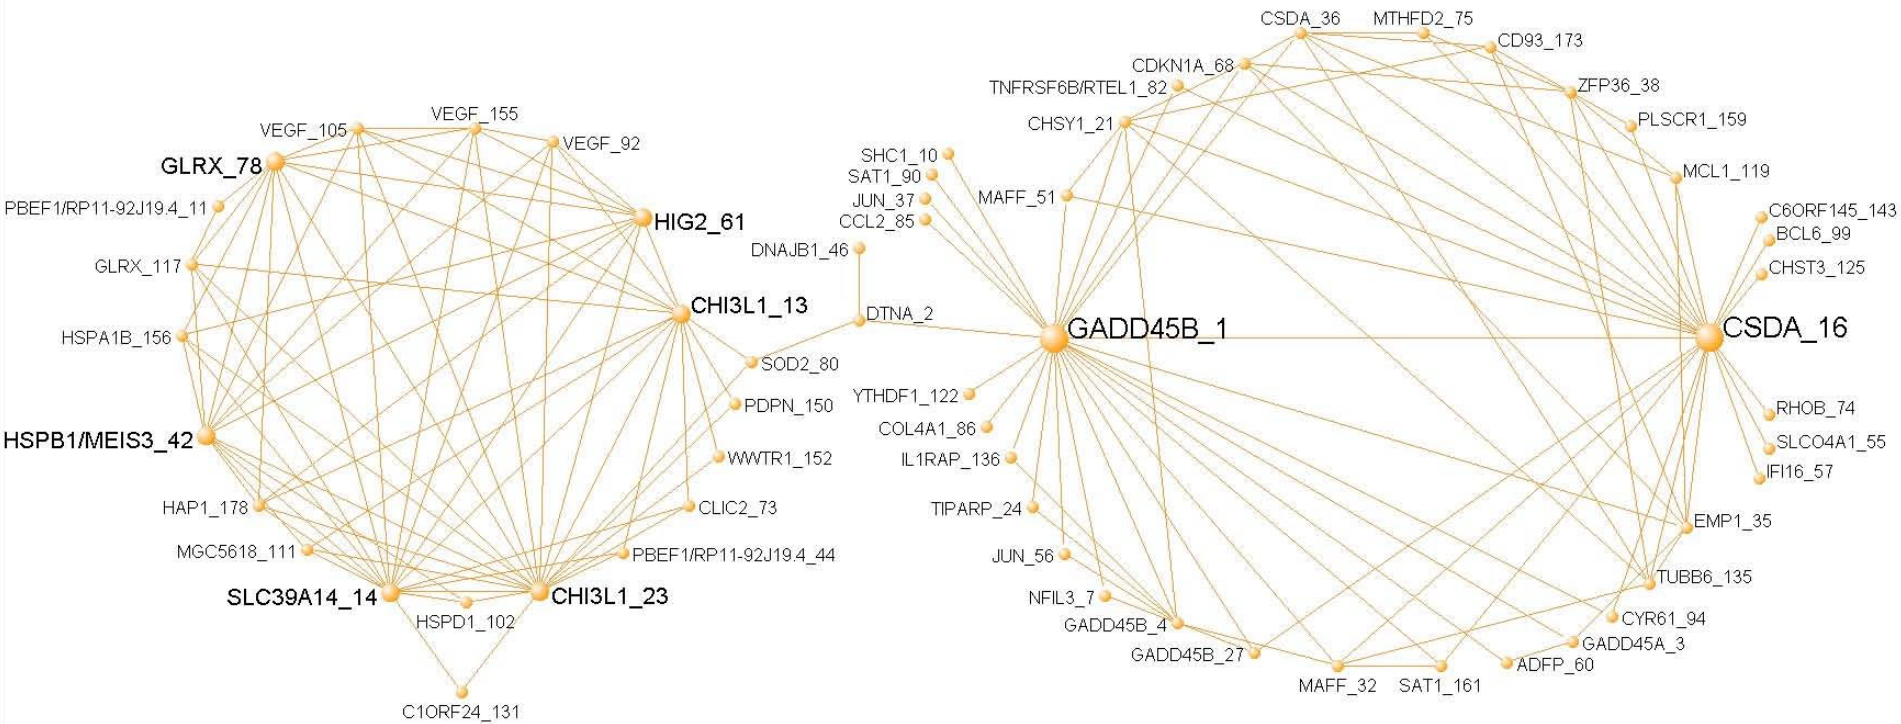 CSDA_36
MTHFD2_75
CD93_173
CDKN1A_68
TNFRSF6B/RTEL1_82
ZFP36_38
VEGF_155
VEGF_105
VEGF_92
CHSY1_21
PLSCR1_159
GLRX_78
SHC1_10
SAT1_90
MCL1_119
PBEF1/RP11-92J19.4_11
JUN_37
MAFF_51
HIG2_61
CCL2_85
C6ORF145_143
BCL6_99
DNAJB1_46
GLRX_117
CHST3_125
CHI3L1_13
DTNA_2
GADD45B_1
CSDA_16
HSPA1B_156
SOD2_80
YTHDF1_122
PDPN_150
RHOB_74
HSPB1/MEIS3_42
COL4A1_86
SLCO4A1_55
WWTR1_152
IL1RAP_136
IFI16_57
HAP1_178
CLIC2_73
TIPARP_24
EMP1_35
MGC5618_111
PBEF1/RP11-92J19.4_44
JUN_56
TUBB6_135
SLC39A14_14
CHI3L1_23
NFIL3_7
HSPD1_102
GADD45B_4
CYR61_94
GADD45B_27
GADD45A_3
ADFP_60
MAFF_32
SAT1_161
C1ORF24_131